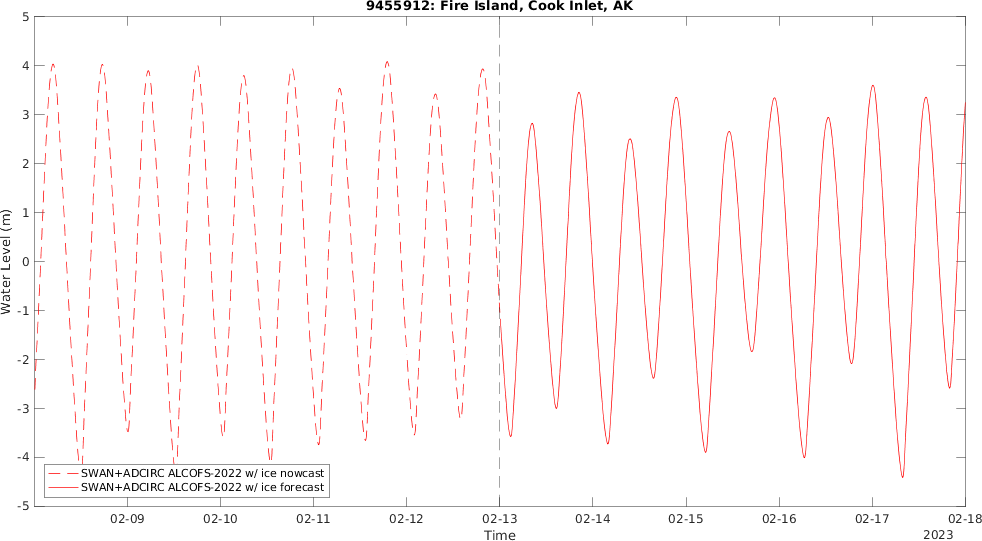 9455912: Fire Island, Cook Inlet, AK
5
4
3
2
1
0
-1
-2
-3
-4
-5
Water Level (m)
SWAN+ADCIRC ALCOFS-2022 w/ ice nowcast
SWAN+ADCIRC ALCOFS-2022 w/ ice forecast
02-09 02-10 02-11 02-12 02-13 02-14 02-15 02-16 02-17 02-18
Time
2023